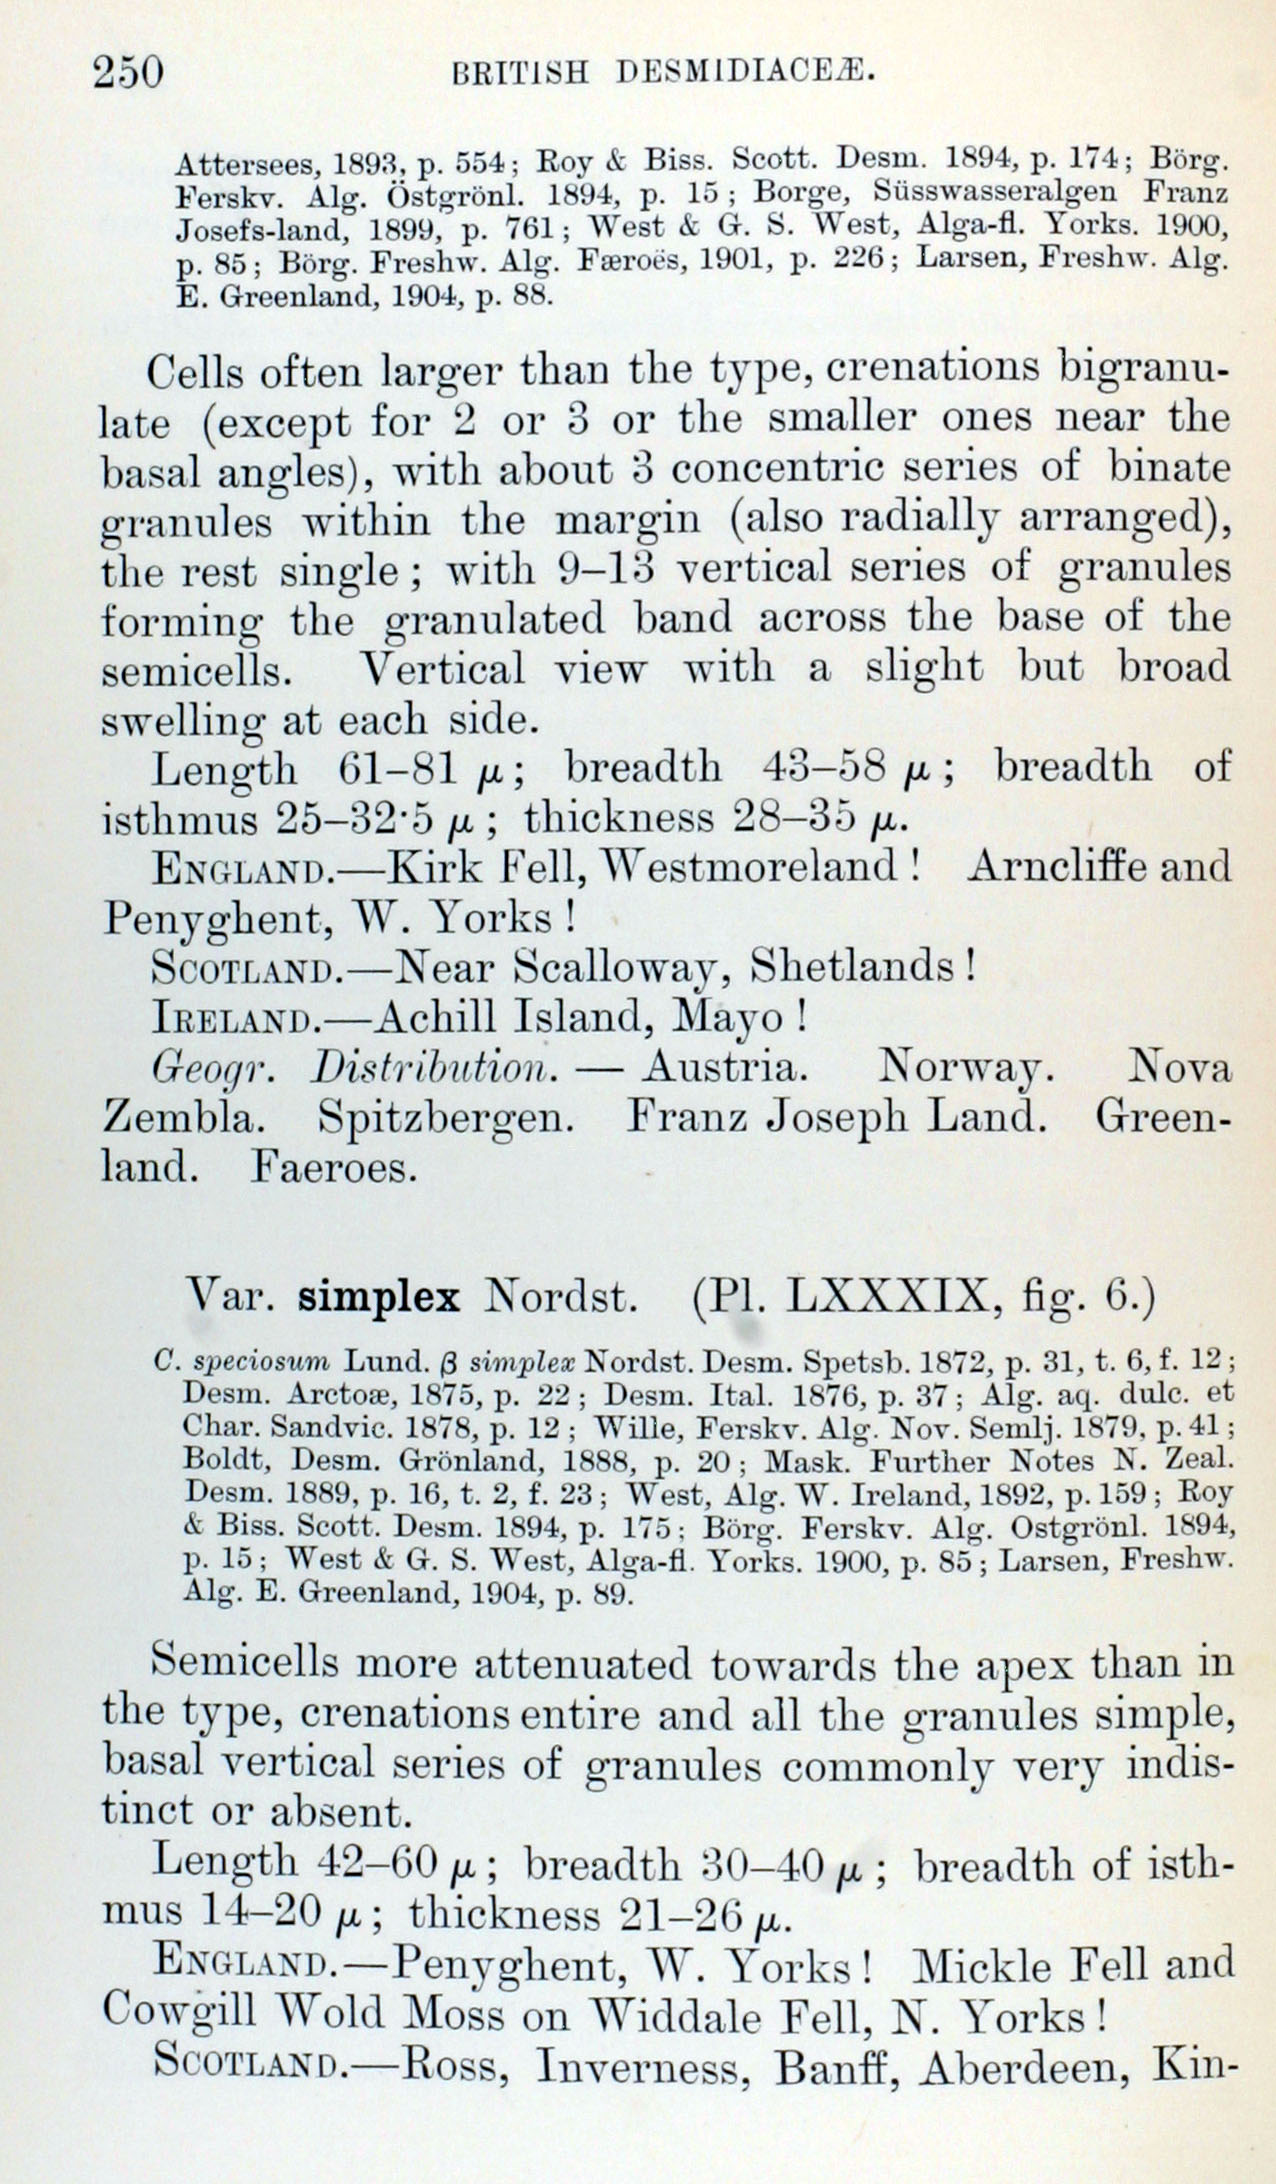 250 BRITISH DESMIDIACEÆ.
Attersees, 1893, p. 554; Roy & Biss. Scott. Desm. 1894, p. 174; Börg.
Ferskv. Alg. Östgrönl. 1894, p. 15; Borge, Süsswasseralgen Franz
Josefs-land, 1899, p. 761; West & G. S. West, Alga-fl. Yorks. 1900,
p. 85; Börg. Freshw. Alg. Færoës, 1901, p. 226; Larsen, Freshw. Alg.
E. Greenland, 1904, p. 88.
Cells often larger than the type, crenations bigranu-
late (except for 2 or 3 or the smaller ones near the
basal angles), with about 3 concentric series of binate
granules within the margin (also radially arranged),
the rest single; with 9–13 vertical series of granules
forming the granulated band across the base of the
semicells. Vertical view with a slight but broad
swelling at each side.
Length 61–81 μ; breadth 43–58 μ; breadth of
isthmus 25–32·5 μ; thickness 28–35 μ.
ENGLAND.—Kirk Fell, Westmoreland! Arncliffe and
Penyghent, W. Yorks!
SCOTLAND.—Near Scalloway, Shetlands!
IRELAND.—Achill Island, Mayo!
Geogr. Distribution. — Austria. Norway. Nova
Zembla. Spitzbergen. Franz Joseph Land. Green-
land. Faeroes.
Var. simplex Nordst. (Pl. LXXXIX, fig. 6.)
C. speciosum Lund. β simplex Nordst. Desm. Spetsb. 1872, p. 31, t. 6, f. 12;
Desm. Arctoæ, 1875, p. 22; Desm. Ital. 1876, p. 37; Alg. aq. dulc. et
Char. Sandvic. 1878, p. 12; Wille, Ferskv. Alg. Nov. Semlj. 1879, p. 41;
Boldt, Desm. Grönland, 1888, p. 20; Mask. Further Notes N. Zeal.
Desm. 1889, p. 16, t. 2, f. 23; West, Alg. W. Ireland, 1892, p. 159; Roy
& Biss. Scott. Desm. 1894, p. 175; Börg. Ferskv. Alg. Ostgrönl. 1894,
p. 15; West & G. S. West, Alga-fl. Yorks. 1900, p. 85; Larsen, Freshw.
Alg. E. Greenland, 1904, p. 89.
Semicells more attenuated towards the apex than in
the type, crenations entire and all the granules simple,
basal vertical series of granules commonly very indis-
tinct or absent.
Length 42–60 μ; breadth 30–40 μ; breadth of isth-
mus 14–20 μ; thickness 21–26 μ.
ENGLAND.—Penyghent, W. Yorks! Mickle Fell and
Cowgill Wold Moss on Widdale Fell, N. Yorks!
SCOTLAND.—Ross, Inverness, Banff, Aberdeen, Kin-